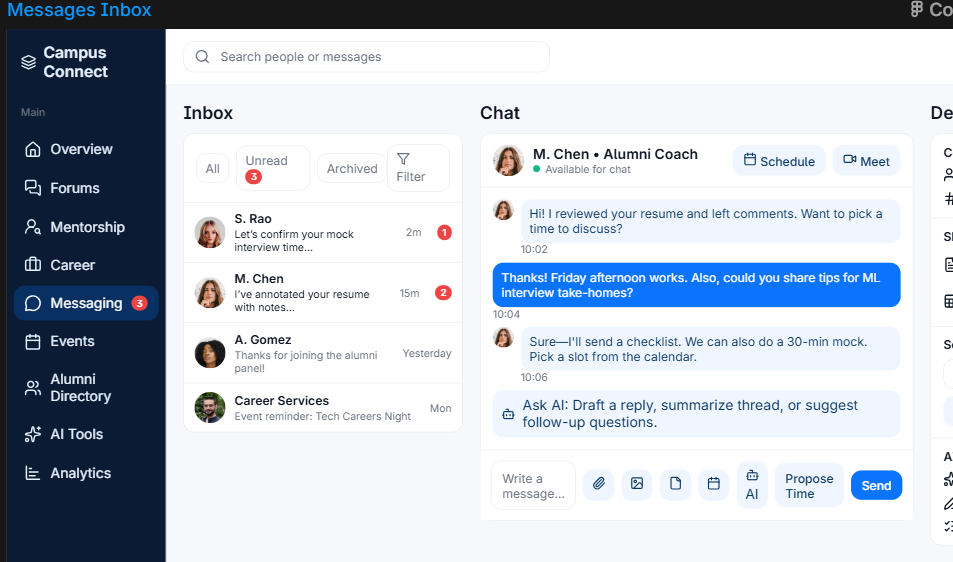 Messages Inbox
Co
Campus
Connect
Main
Overview
Forums
Mentorship
Career
Messaging 3
Events
Alumni
Directory
AI Tools
Analytics
Search people or messages
Inbox
All
Unread
3
Archived
Filter
S. Rao
Let's confirm your mock
interview time...
2m
1
M. Chen
I've annotated your resume
with notes...
15m
2
A. Gomez
Thanks for joining the alumni
panel!
Yesterday
Career Services
Event reminder: Tech Careers Night
Mon
Chat
M. Chen • Alumni Coach
Available for chat
Schedule
Meet
Hi! I reviewed your resume and left comments. Want to pick a
time to discuss?
10:02
Thanks! Friday afternoon works. Also, could you share tips for ML
interview take-homes?
10:04
Sure—I'll send a checklist. We can also do a 30-min mock.
Pick a slot from the calendar.
10:06
Ask AI: Draft a reply, summarize thread, or suggest
follow-up questions.
Write a
message...
AI
Propose
Time
Send
De